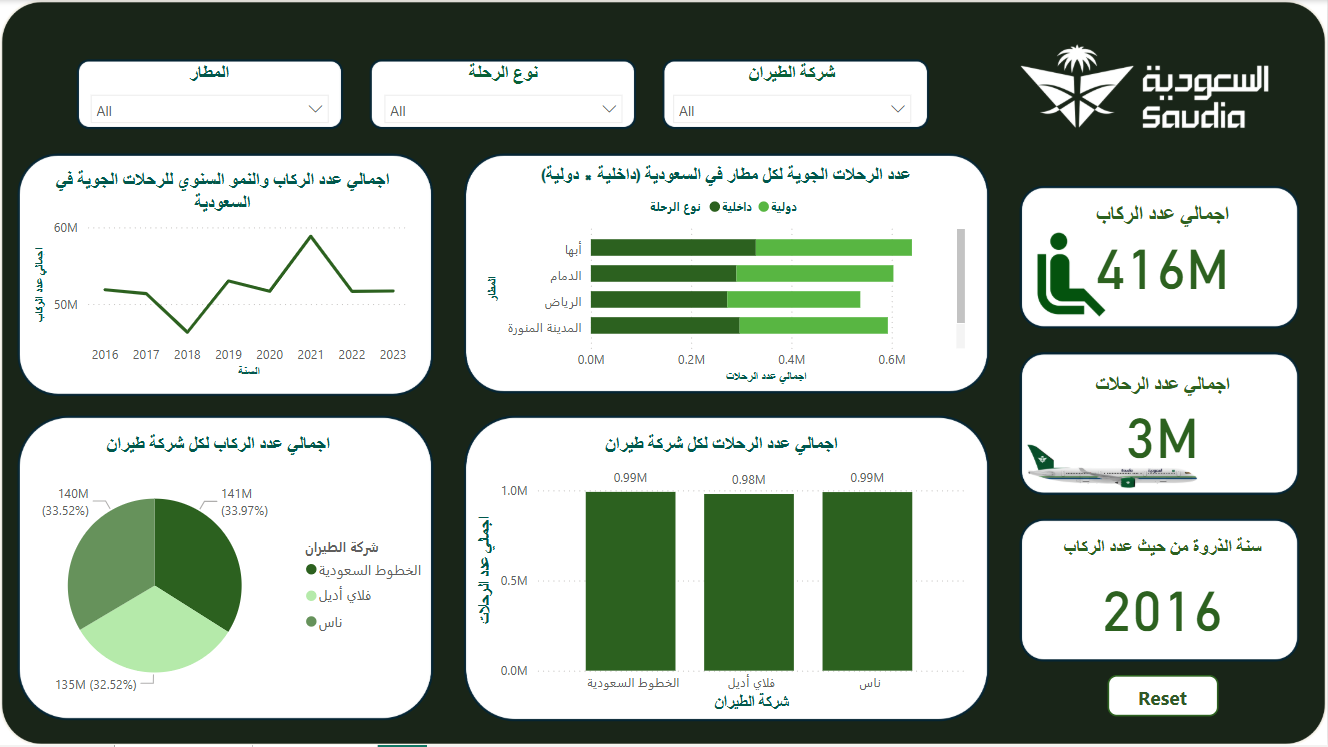 السعودية
Saudia
شركة الطيران
All
نوع الرحلة
All
المطار
All
اجمالي عدد الركاب
416M
اجمالي عدد الرحلات
3M
سنة الذروة من حيث عدد الركاب
2016
Reset
عدد الرحلات الجوية لكل مطار في السعودية (داخلية * دولية)
نوع الرحلة داخلية دولية
المطار
أبها
الدمام
الرياض
المدينة المنورة
0.0M 0.2M 0.4M 0.6M
اجمالي عدد الرحلات
اجمالي عدد الركاب والنمو السنوي للرحلات الجوية في
السعودية
اجمالي عدد الركاب
60M
50M
2016 2017 2018 2019 2020 2021 2022 2023
السنة
اجمالي عدد الرحلات لكل شركة طيران
اجمالي عدد الرحلات
1.0M
0.5M
0.0M
0.99M 0.98M 0.99M
الخطوط السعودية فلاي أديل ناس
شركة الطيران
اجمالي عدد الركاب لكل شركة طيران
140M
(33.52%)
141M
(33.97%)
135M (32.52%)
شركة الطيران
الخطوط السعودية
فلاي أديل
ناس